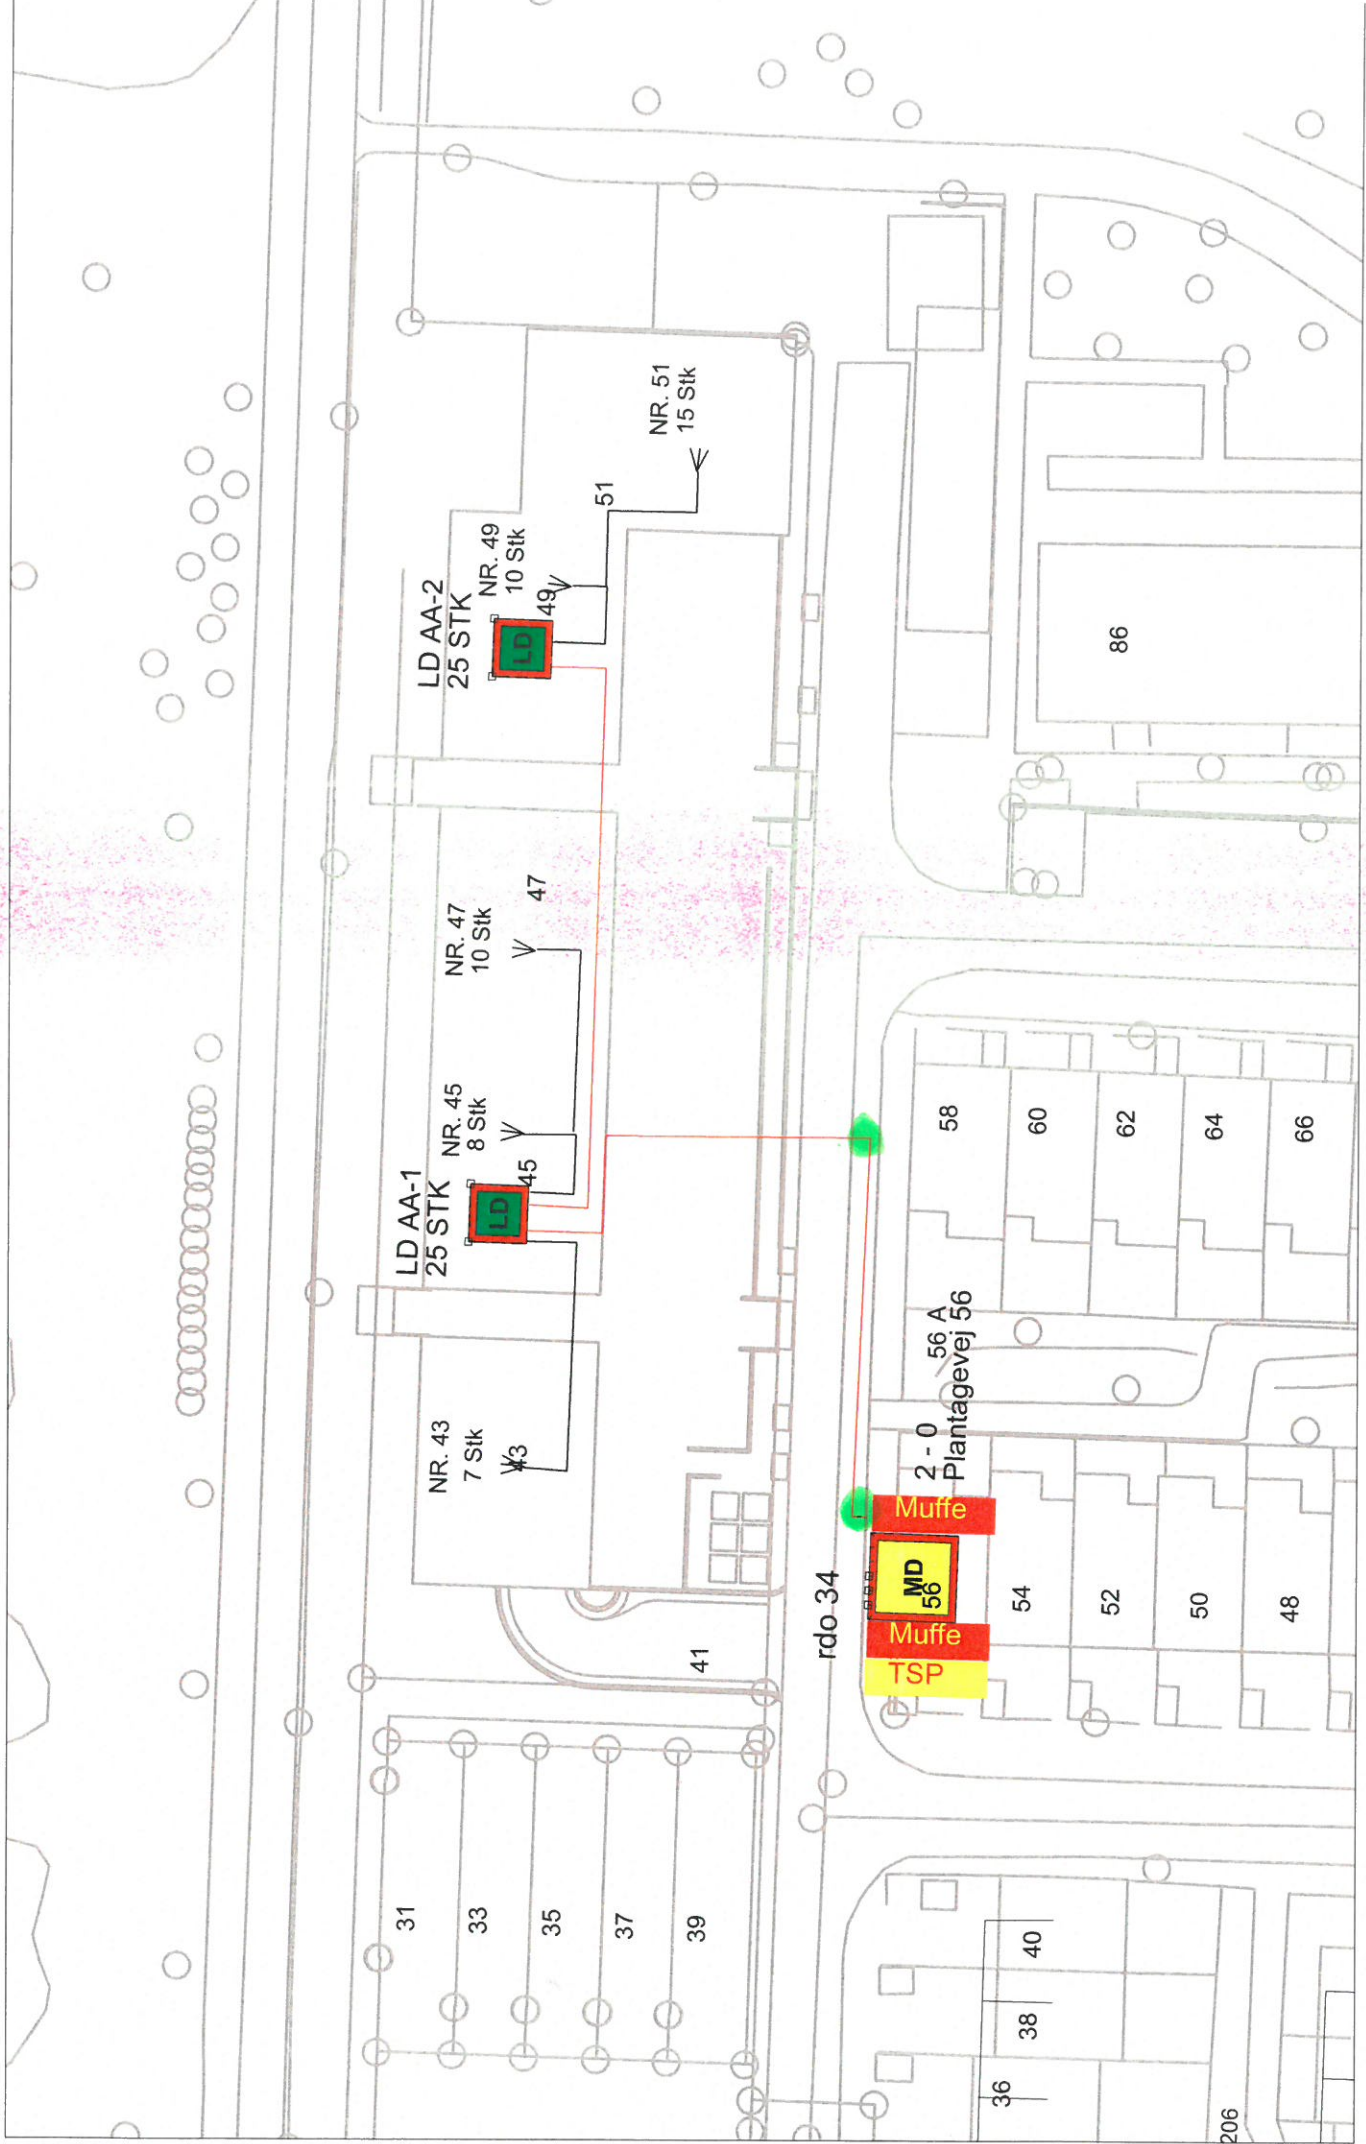 LD AA-1
25 STK
LD
45
LD AA-2
25 STK
LD
49
NR. 43
7 Stk
43
NR. 45
8 Stk
NR. 47
10 Stk
47
NR. 49
10 Stk
51
NR. 51
15 Stk
41
31
33
35
37
39
rdo 34
TSP
Muffe
MD
56
Muffe
2 - 0
Plantagevej 56
56 A
58
60
62
64
66
54
52
50
48
86
36
38
40
206